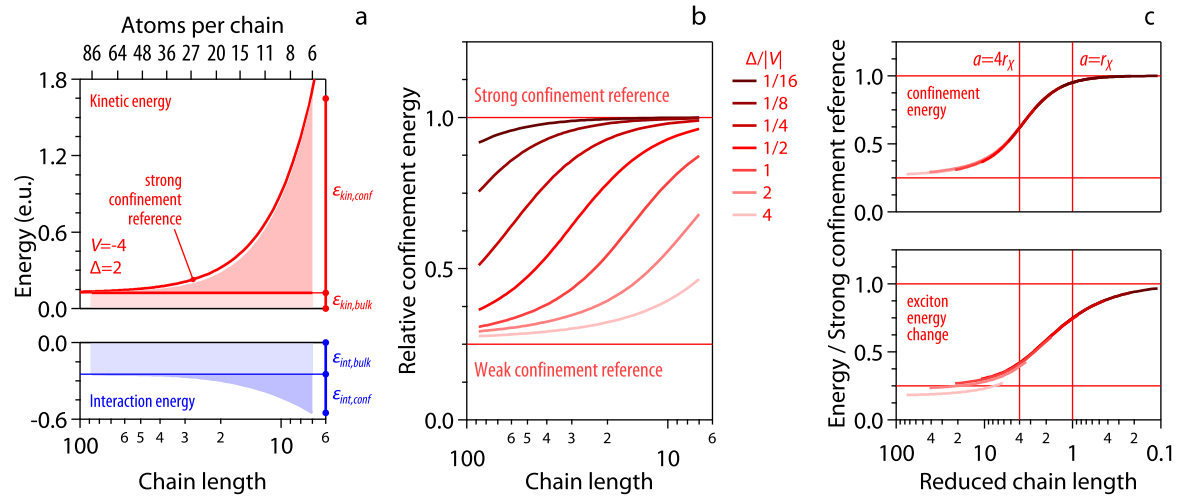 a
Atoms per chain
86 64 48 36 27 20 15 11 8 6
1.8
1.2
0.6
0.0
Energy (e.u.)
Kinetic energy
strong
confinement
reference
V=-4
Δ=2
εkin,conf
εkin,bulk
0.0
-0.6
Interaction energy
εint,bulk
εint,conf
100 6 4 3 2 10 6
Chain length
b
Relative confinement energy
1.0
0.5
0.0
Strong confinement reference
Weak confinement reference
100 6 5 4 3 2 10 6
Chain length
Δ/|V|
1/16
1/8
1/4
1/2
1
2
4
c
Energy / Strong confinement reference
a=4rX
a=rX
1.0
0.5
0.0
confinement
energy
1.0
0.5
0.0
exciton
energy
change
100 4 2 10 4 2 1 4 2 0.1
Reduced chain length